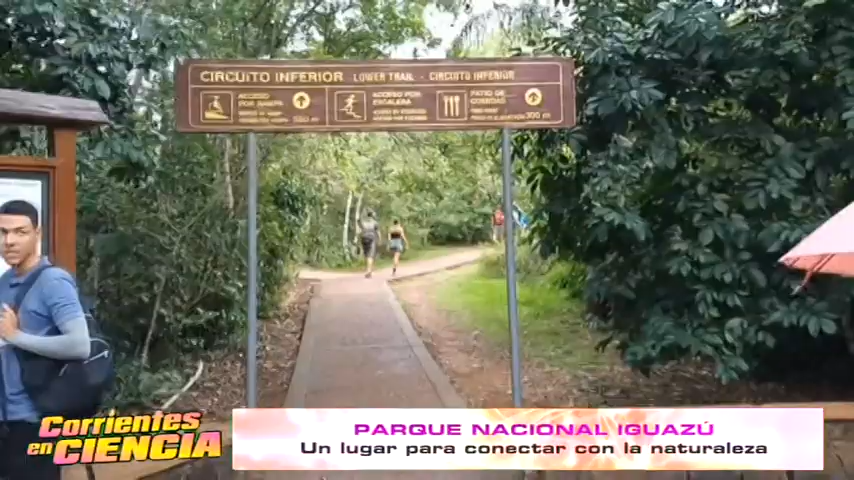 CIRCUITO INFERIOR LOWER TRAIL - CIRCUITO INFERIOR
ACCESO POR RAMPA
ACCESO POR ESCALERA
PATIO DE COMIDAS
PARQUE NACIONAL IGUAZÚ
Un lugar para conectar con la naturaleza
Corrientes
en CIENCIA